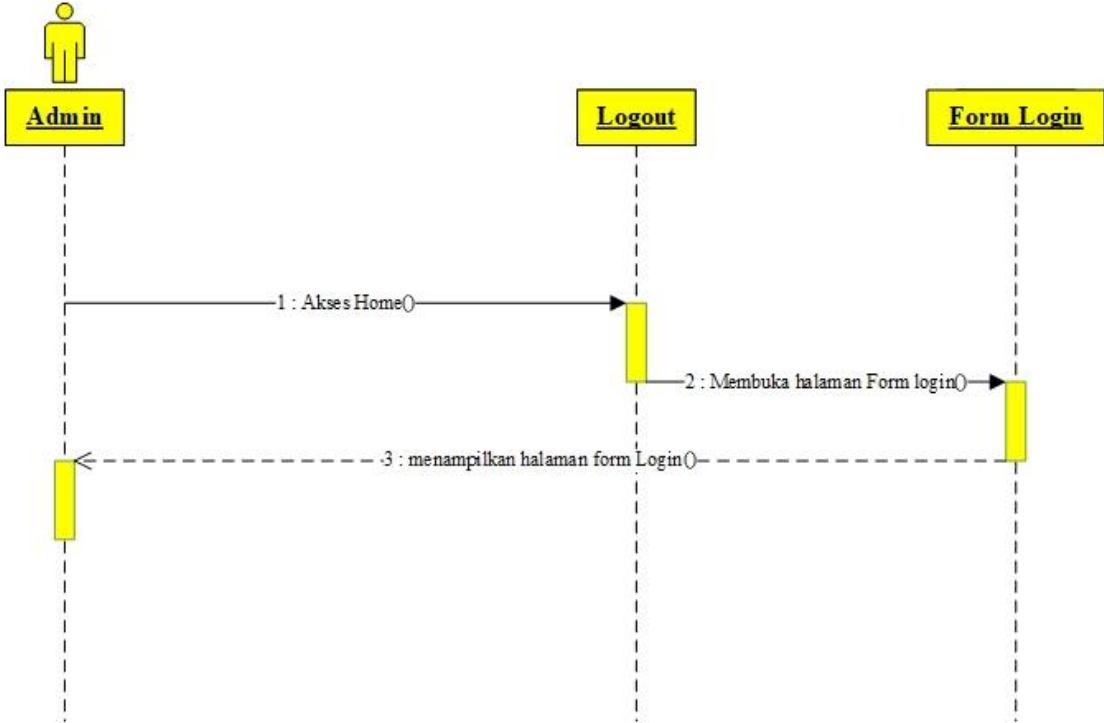 Admin
Logout
Form Login
1 : Akses Home()
2 : Membuka halaman Form login()
3 : menampilkan halaman form Login()